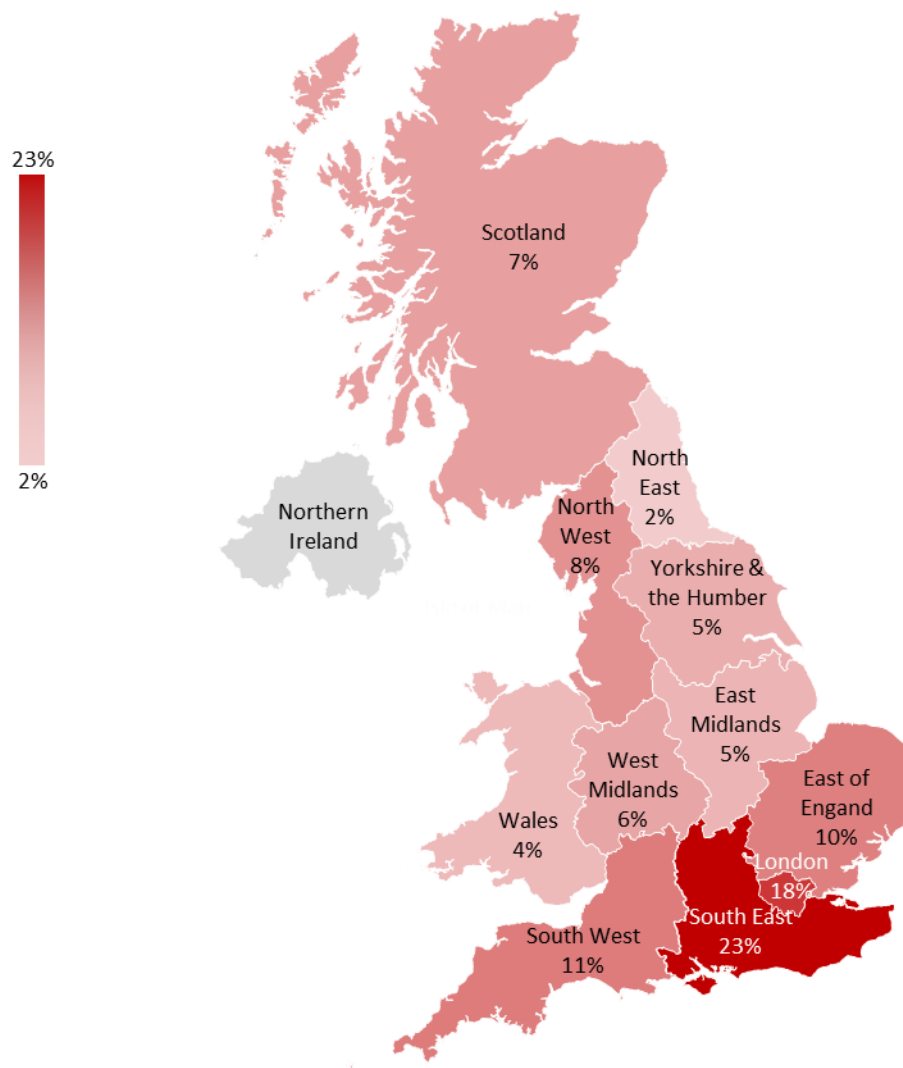 23%
2%
Scotland
7%
North
East
2%
Northern
Ireland
North
West
8%
Yorkshire &
the Humber
5%
East
Midlands
5%
West
Midlands
6%
East of
Engand
10%
Wales
4%
London
18%
South East
23%
South West
11%